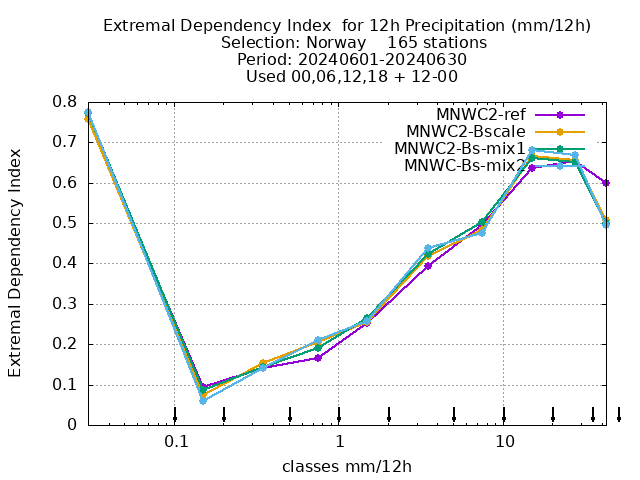 Extremal Dependency Index  for 12h Precipitation (mm/12h)
Selection: Norway    165 stations
Period: 20240601-20240630
Used 00,06,12,18 + 12-00
Extremal Dependency Index
0.8
0.7
0.6
0.5
0.4
0.3
0.2
0.1
0
MNWC2-ref
MNWC2-Bscale
MNWC2-Bs-mix1
MNWC-Bs-mix2
0.1
1
10
classes mm/12h